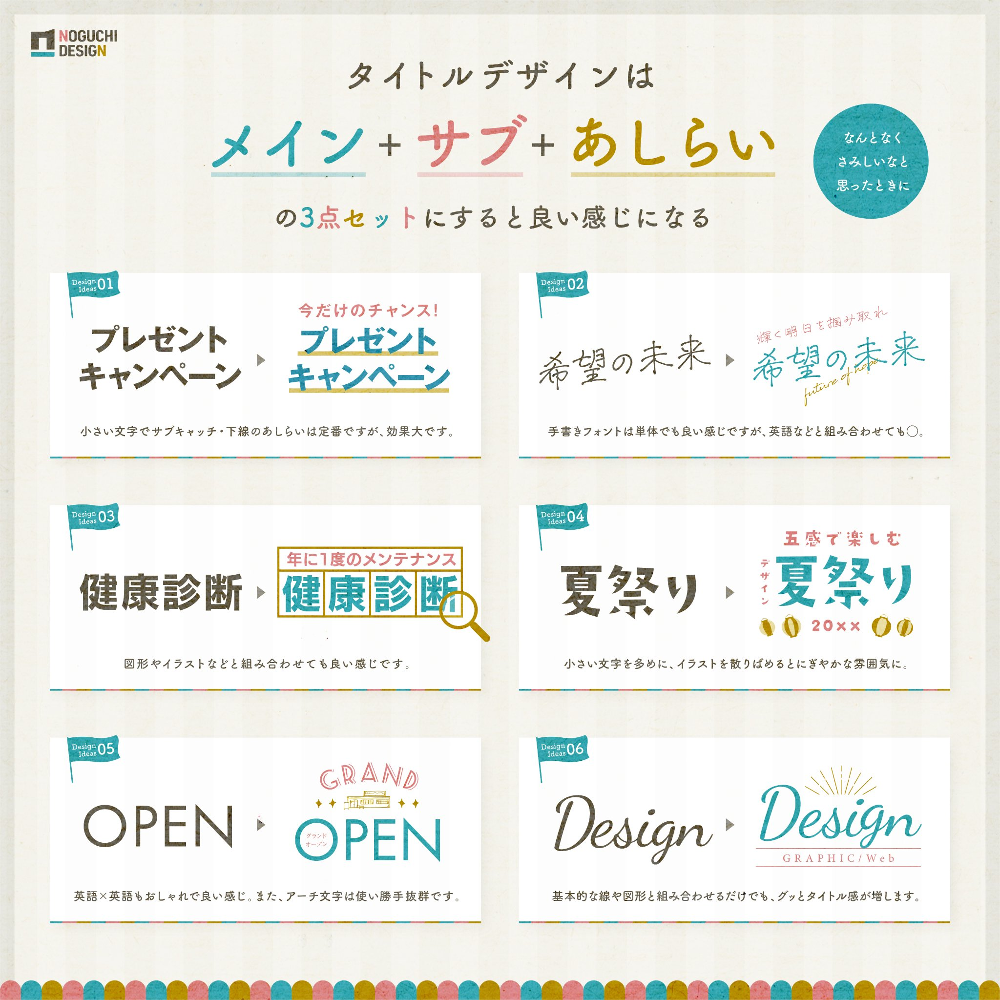 NOGUCHI
DESIGN
タイトルデザインは
メイン+サブ+あしらい
の3点セットにすると良い感じになる
なんとなく
さみしいなと
思ったときに
Design
Ideas 01
プレゼント
キャンペーン
今だけのチャンス!
プレゼント
キャンペーン
小さい文字でサブキャッチ・下線のあしらいは定番ですが、効果大です。
Design
Ideas 02
希望の未来
輝く明日を掴み取れ
希望の未来
future of hope
手書きフォントは単体でも良い感じですが、英語などと組み合わせても〇。
Design
Ideas 03
健康診断
年に1度のメンテナンス
健康診断
図形やイラストなどと組み合わせても良い感じです。
Design
Ideas 04
夏祭り
五感で楽しむ
デザイン
夏祭り
20××
小さい文字を多めに、イラストを散りばめるとにぎやかな雰囲気に。
Design
Ideas 05
OPEN
GRAND
OPEN
グランド
オープン
英語×英語もおしゃれで良い感じ。また、アーチ文字は使い勝手抜群です。
Design
Ideas 06
Design
Design
GRAPHIC/Web
基本的な線や図形と組み合わせるだけでも、グッとタイトル感が増します。